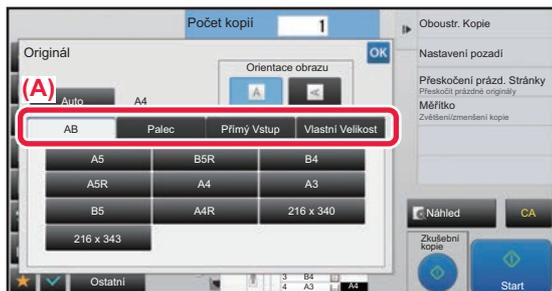 Počet kopií 1
Originál
OK
Orientace obrazu
A
A
(A)
Auto A4
AB Palec Přímý Vstup Vlastní Velikost
A5 B5R B4
A5R A4 A3
B5 A4R 216 x 340
216 x 343
Ostatní
3 B4
4 A3 A4
Oboustr. Kopie
Nastavení pozadí
Přeskočení prázd. Stránky
Přeskočit prázdné originály
Měřítko
Zvětšení/zmenšení kopie
Náhled CA
Zkušební
kopie
Start